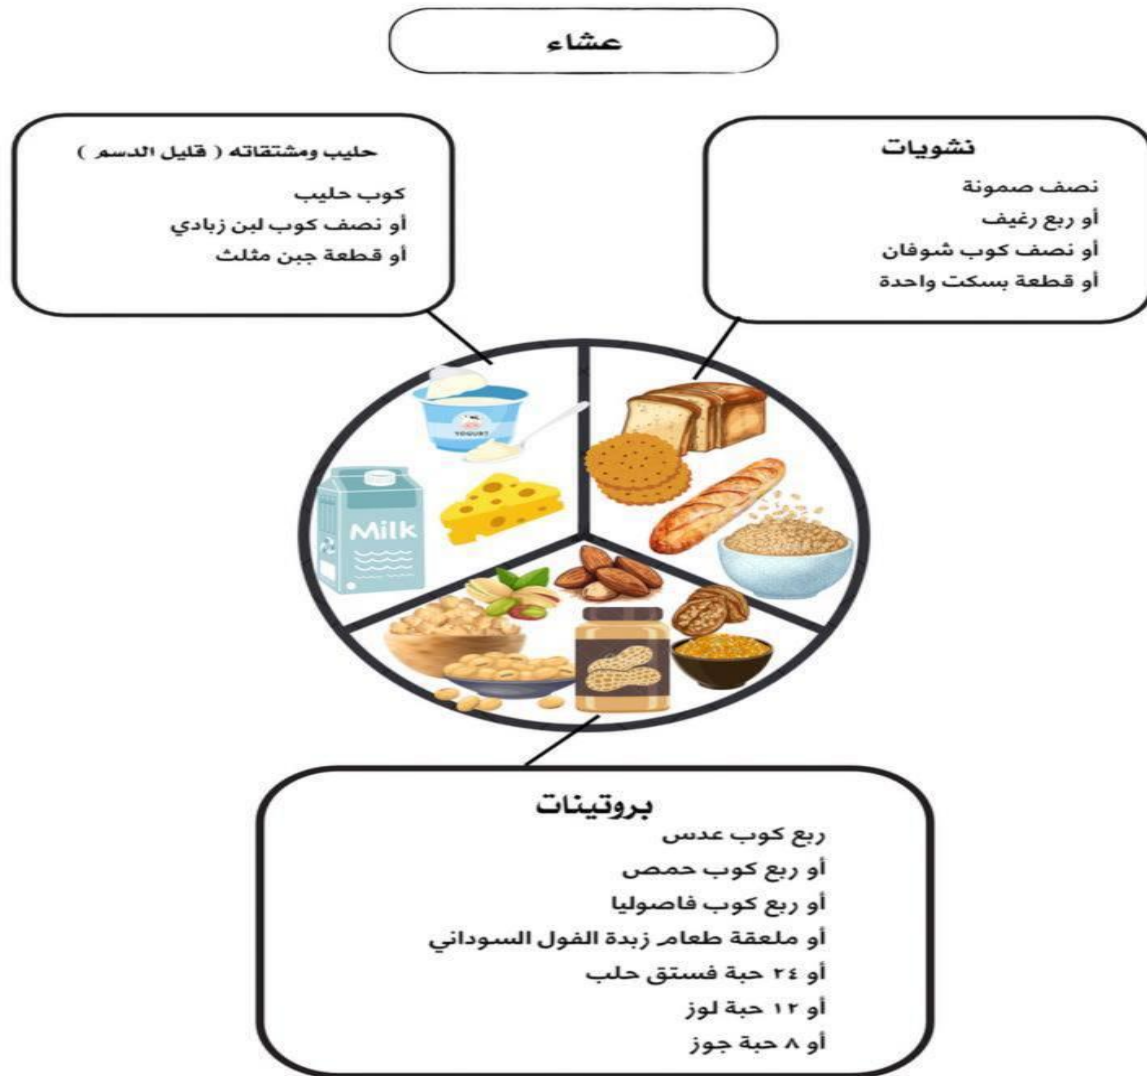 عشاء
نشويات
نصف صمونة
أو ربع رغيف
أو نصف كوب شوفان
أو قطعة بسكت واحدة
حليب ومشتقاته ( قليل الدسم )
كوب حليب
أو نصف كوب لبن زبادي
أو قطعة جبن مثلث
YOGURT
Milk
بروتينات
ربع كوب عدس
أو ربع كوب حمص
أو ربع كوب فاصوليا
أو ملعقة طعام زبدة الفول السوداني
أو ٢٤ حبة فستق حلب
أو ١٢ حبة لوز
أو ٨ حبة جوز